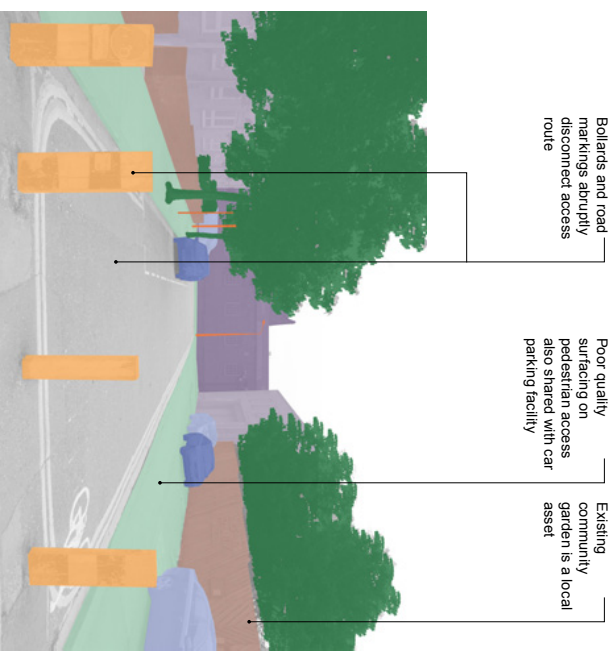 Bollards and road
markings abruptly
disconnect access
route
Poor quality
surfacing on
pedestrian access
also shared with car
parking facility
Existing
community
garden is a local
asset